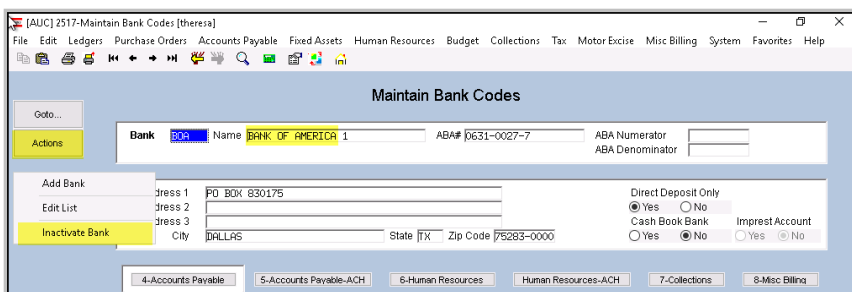 [AUC] 2517-Maintain Bank Codes [theresa]
File Edit Ledgers Purchase Orders Accounts Payable Fixed Assets Human Resources Budget Collections Tax Motor Excise Misc Billing System Favorites Help
Maintain Bank Codes
Goto...
Actions
Bank BOA Name BANK OF AMERICA 1 ABA# 0631-0027-7 ABA Numerator
ABA Denominator
Add Bank
Edit List
Inactivate Bank
dress 1 PO BOX 830175 Direct Deposit Only
dress 2 Yes No
dress 3 Cash Book Bank Imprest Account
City DALLAS State TX Zip Code 75283-0000 Yes No Yes No
4-Accounts Payable 5-Accounts Payable-ACH 6-Human Resources Human Resources-ACH 7-Collections 8-Misc Billing